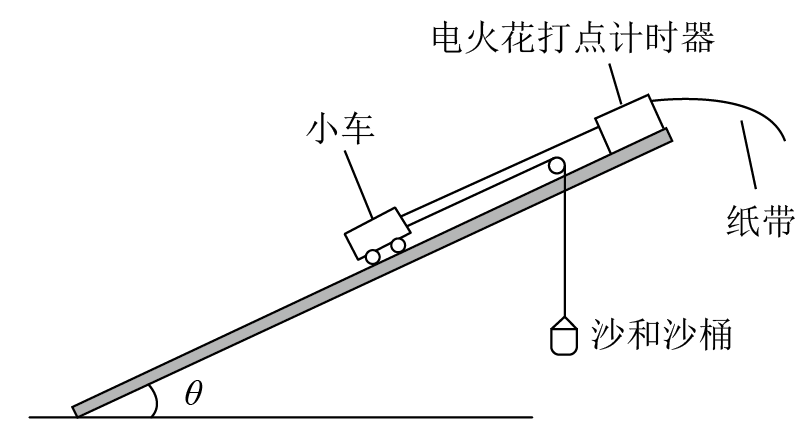 电火花打点计时器
小车
纸带
沙和沙桶
θ